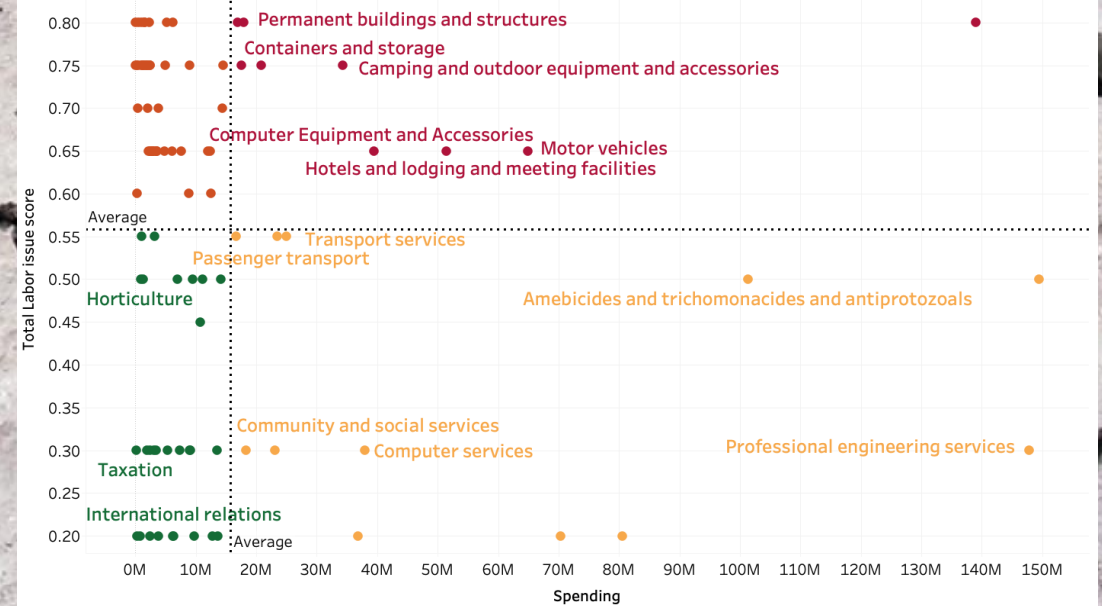 0.80
Permanent buildings and structures
Containers and storage
0.75
Camping and outdoor equipment and accessories
0.70
Computer Equipment and Accessories
0.65
Motor vehicles
Hotels and lodging and meeting facilities
0.60
Average
0.55
Transport services
Passenger transport
0.50
Horticulture
Amebicides and trichomonacides and antiprotozoals
0.45
0.40
0.35
Community and social services
0.30
Computer services
Professional engineering services
Taxation
0.25
International relations
0.20
Average
Total Labor issue score
0M 10M 20M 30M 40M 50M 60M 70M 80M 90M 100M 110M 120M 130M 140M 150M
Spending